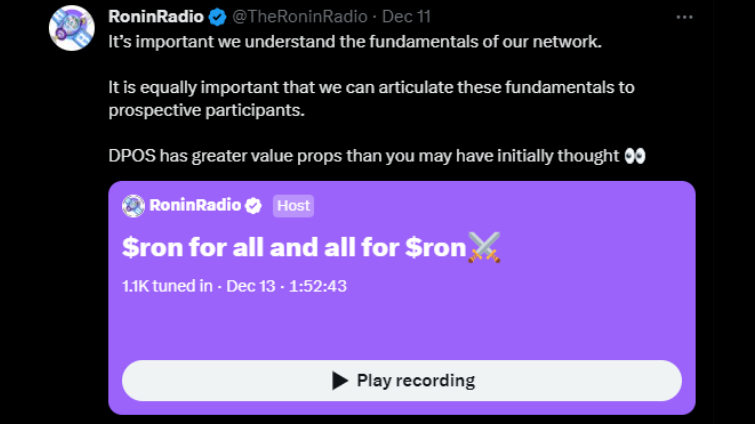 RoninRadio @TheRoninRadio · Dec 11
It's important we understand the fundamentals of our network.
It is equally important that we can articulate these fundamentals to
prospective participants.
DPOS has greater value props than you may have initially thought 👀
RoninRadio Host
$ron for all and all for $ron⚔️
1.1K tuned in · Dec 13 · 1:52:43
Play recording